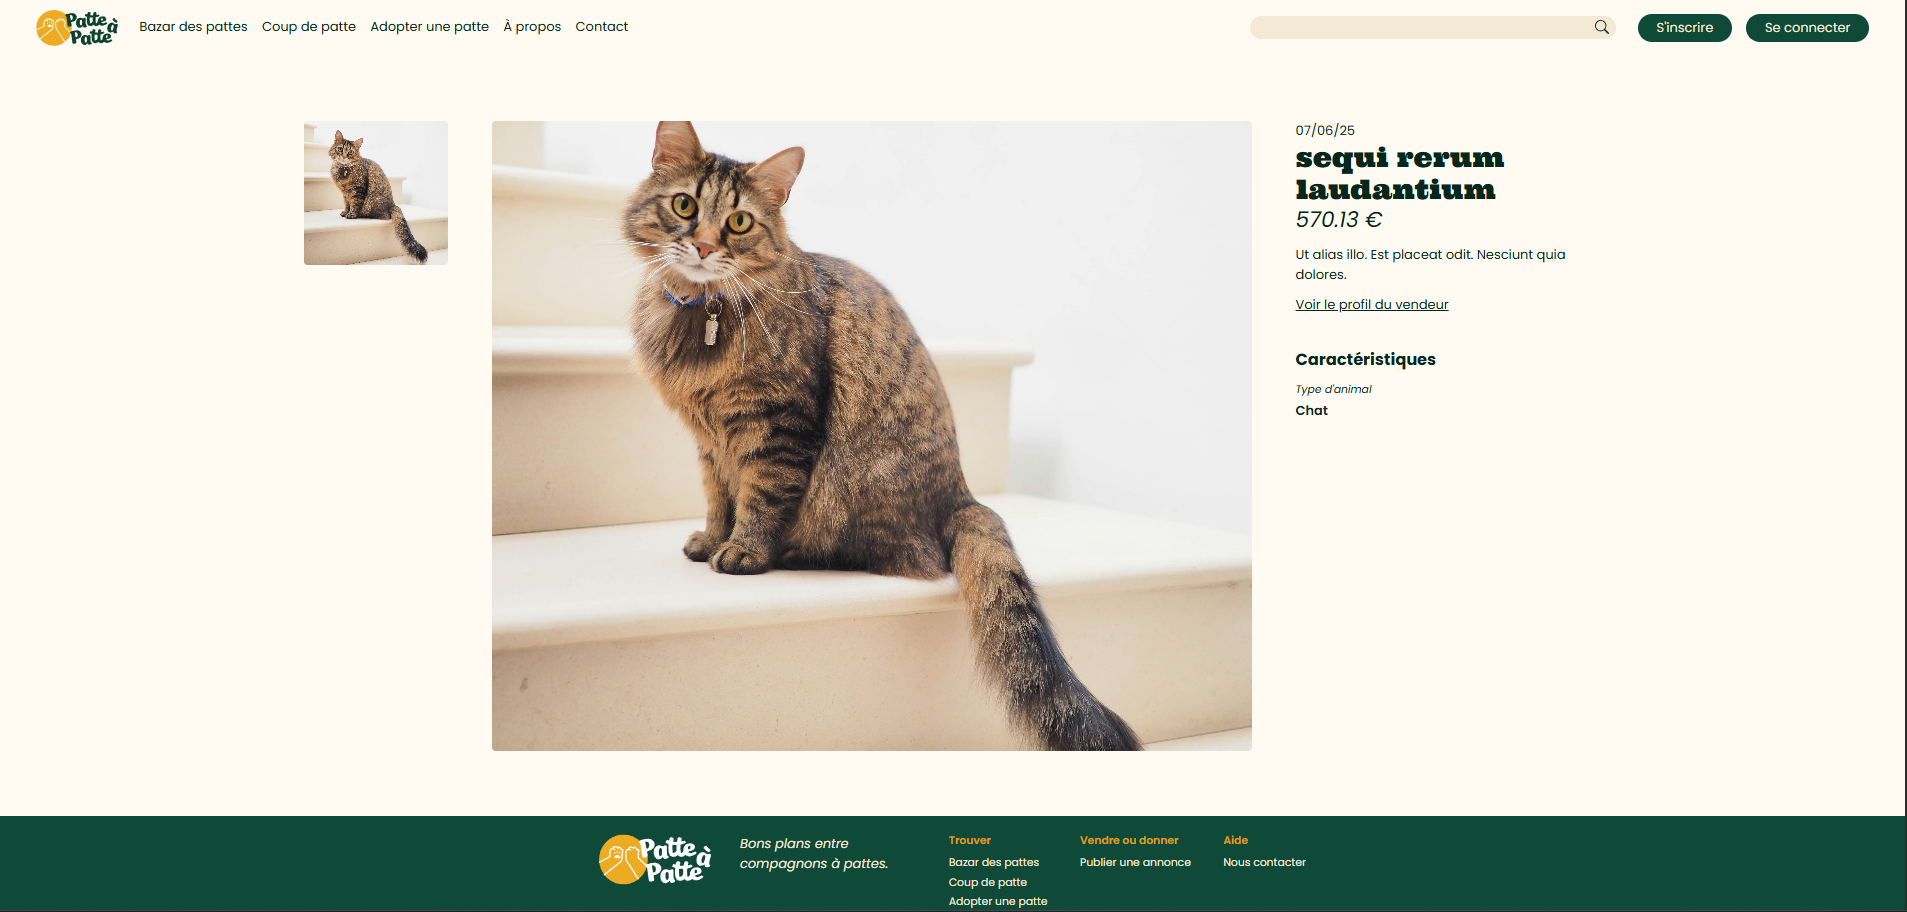 Patte à
Patte
Bazar des pattes
Coup de patte
Adopter une patte
À propos
Contact
S'inscrire
Se connecter
07/06/25
sequi rerum
laudantium
570.13 €
Ut alias illo. Est placeat odit. Nesciunt quia
dolores.
Voir le profil du vendeur
Caractéristiques
Type d'animal
Chat
Patte à
Patte
Bons plans entre
compagnons à pattes.
Trouver
Bazar des pattes
Coup de patte
Adopter une patte
Vendre ou donner
Publier une annonce
Aide
Nous contacter